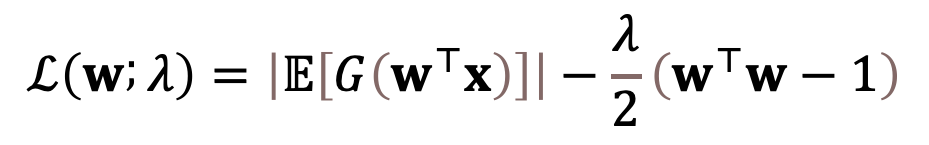 ℒ(𝐰; λ) = |𝔼[G(𝐰⊤𝐱)]| − λ/2 (𝐰⊤𝐰 − 1)